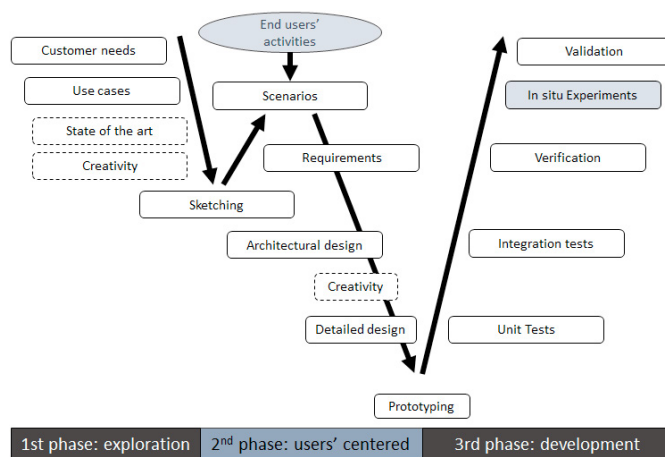 End users'
activities
Customer needs
Validation
Use cases
Scenarios
In situ Experiments
State of the art
Creativity
Requirements
Verification
Sketching
Architectural design
Integration tests
Creativity
Detailed design
Unit Tests
Prototyping
1st phase: exploration
2nd phase: users' centered
3rd phase: development